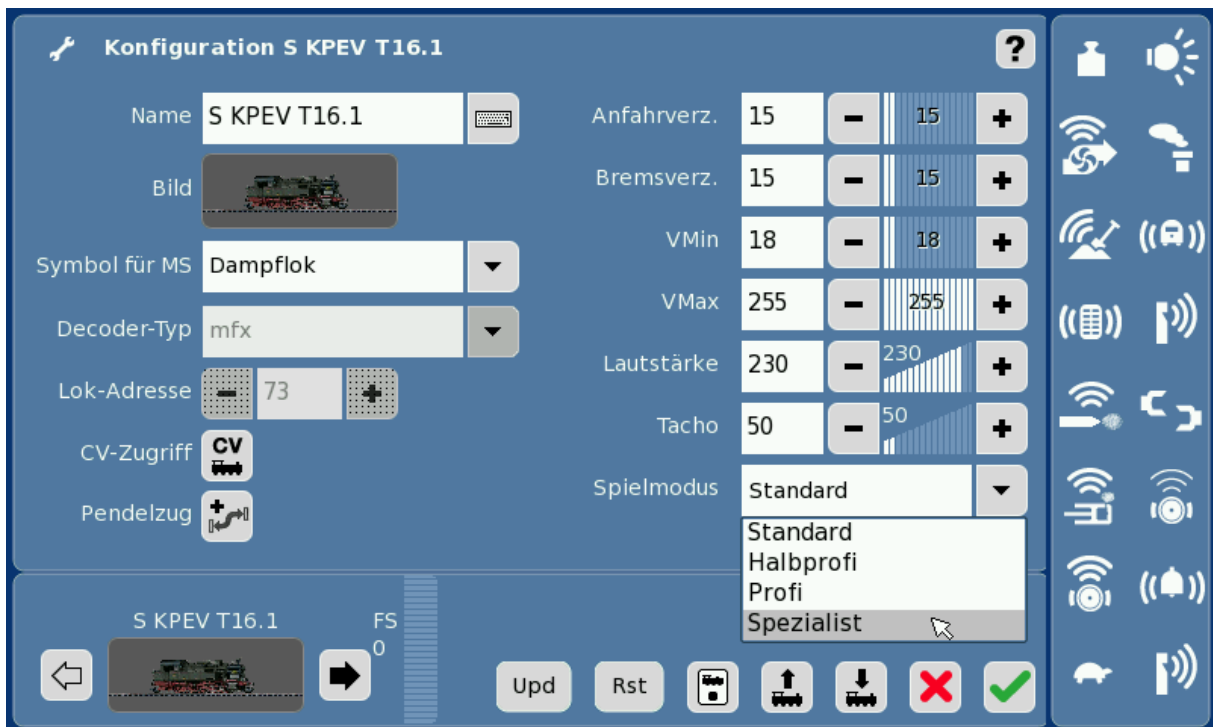 Konfiguration S KPEV T16.1
?
Name S KPEV T16.1
Bild
Symbol für MS Dampflok
Decoder-Typ mfx
Lok-Adresse - 73 +
CV-Zugriff CV
Pendelzug +
Anfahrverz. 15 - 15 +
Bremsverz. 15 - 15 +
VMin 18 - 18 +
VMax 255 - 255 +
Lautstärke 230 - 230 +
Tacho 50 - 50 +
Spielmodus Standard
Standard
Halbprofi
Profi
Spezialist
S KPEV T16.1
FS
0
Upd
Rst